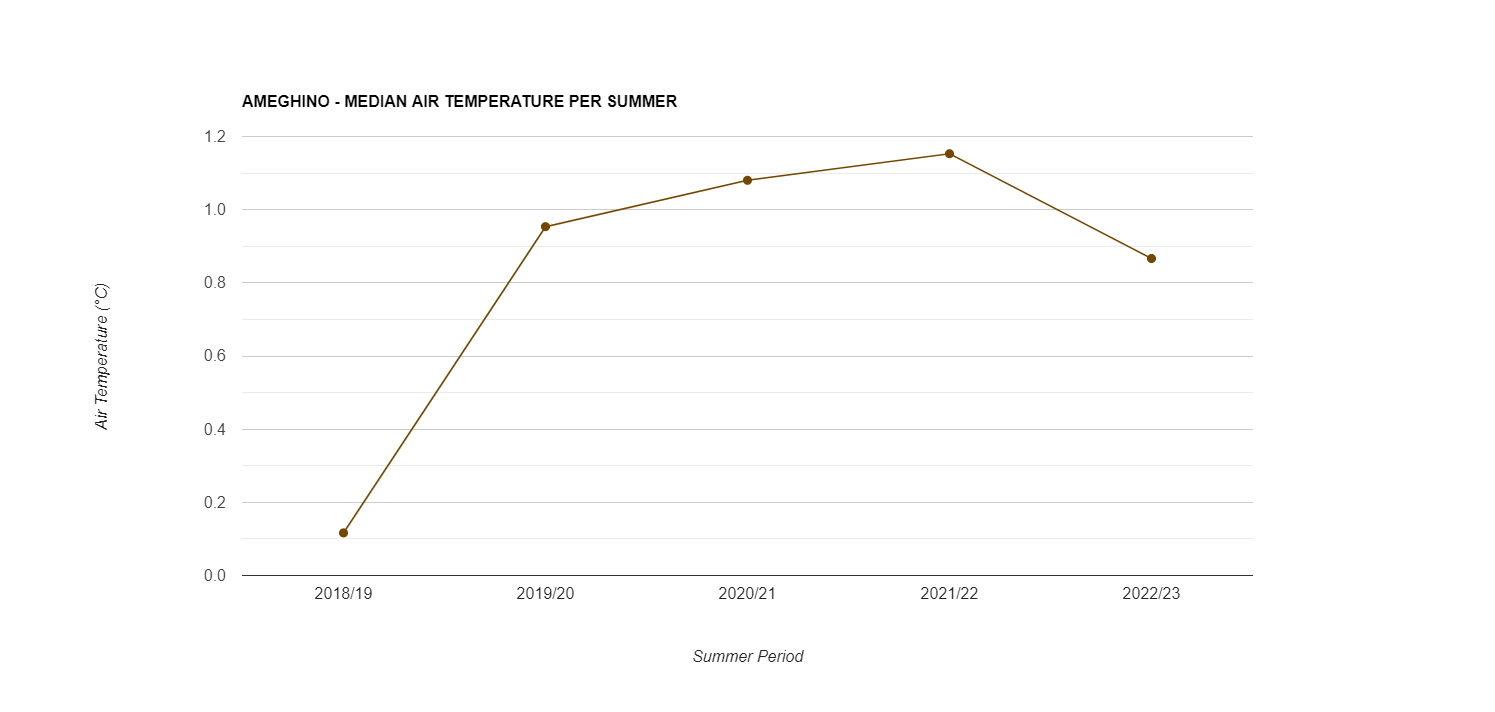 AMEGHINO - MEDIAN AIR TEMPERATURE PER SUMMER
1.2
1.0
0.8
0.6
0.4
0.2
0.0
Air Temperature (°C)
2018/19 2019/20 2020/21 2021/22 2022/23
Summer Period